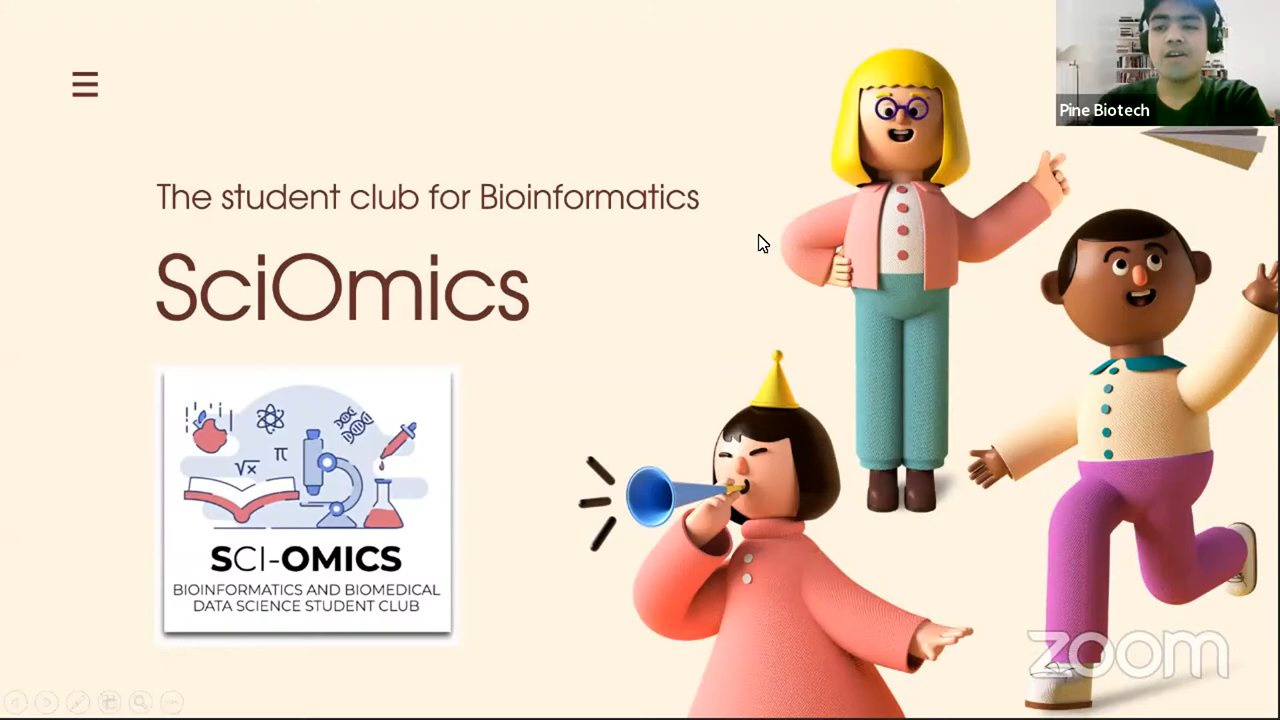 Pine Biotech
The student club for Bioinformatics
SciOmics
√x
π
SCI-OMICS
BIOINFORMATICS AND BIOMEDICAL
DATA SCIENCE STUDENT CLUB
zoom